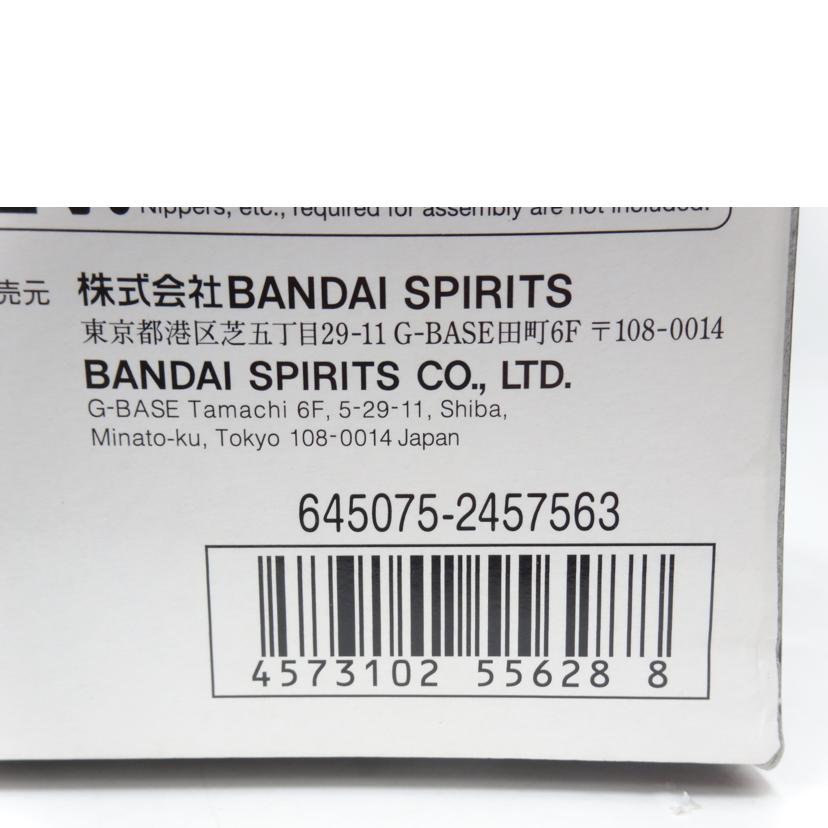 Nippers, etc., required for assembly are not included.
売元 株式会社BANDAI SPIRITS
東京都港区芝五丁目29-11 G-BASE田町6F 〒108-0014
BANDAI SPIRITS CO., LTD.
G-BASE Tamachi 6F, 5-29-11, Shiba,
Minato-ku, Tokyo 108-0014 Japan
645075-2457563
4573102 55628 8